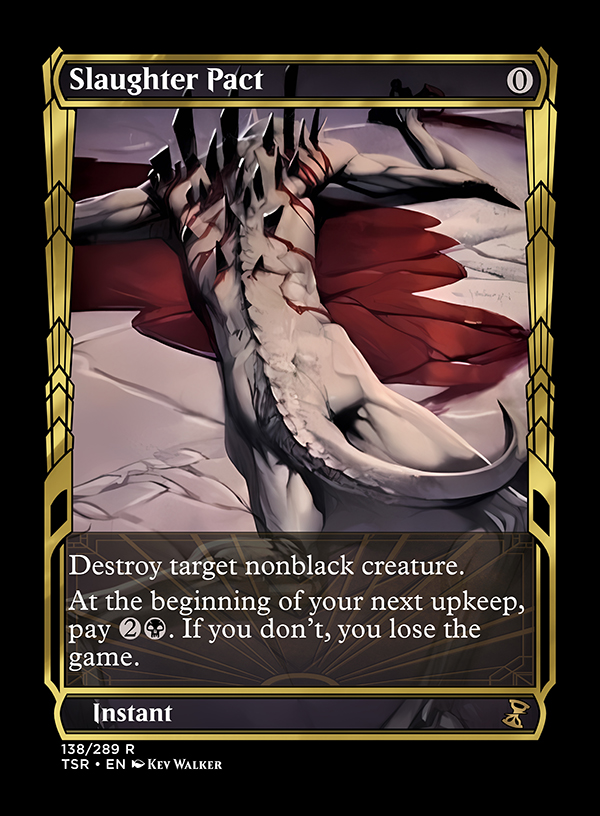 Slaughter Pact 0
Destroy target nonblack creature.
At the beginning of your next upkeep,
pay 2. If you don't, you lose the
game.
Instant
138/289 R
TSR • EN Kev Walker